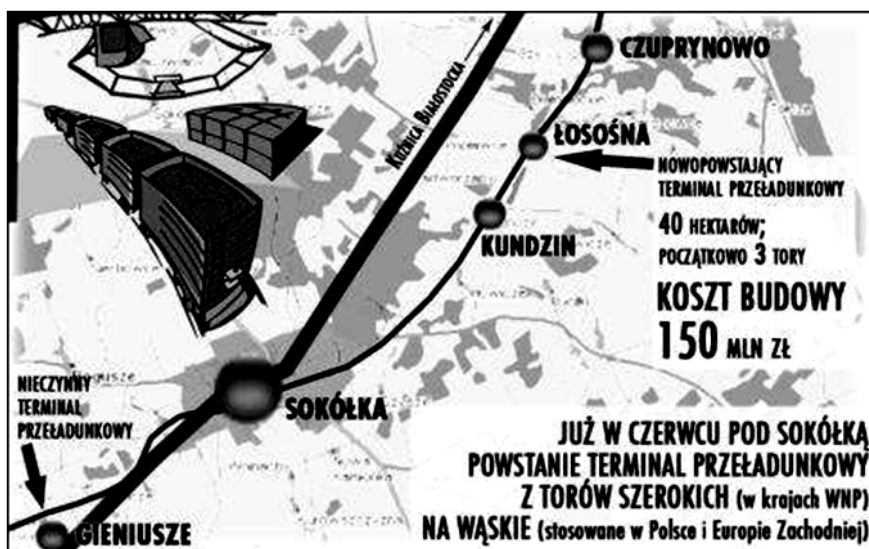 CZUPRYNOWO
KUŹNICA BIAŁOSTOCKA
ŁOSOŚNA
NOWOPOWSTAJĄCY
TERMINAL PRZEŁADUNKOWY
40 HEKTARÓW;
POCZĄTKOWO 3 TORY
KOSZT BUDOWY
150 MLN ZŁ
KUNDZIN
NIECZYNNY
TERMINAL
PRZEŁADUNKOWY
SOKÓŁKA
GIENIUSZE
JUŻ W CZERWCU POD SOKÓŁKĄ
POWSTANIE TERMINAL PRZEŁADUNKOWY
Z TORÓW SZEROKICH (w krajach WNP)
NA WĄSKIE (stosowane w Polsce i Europie Zachodniej)